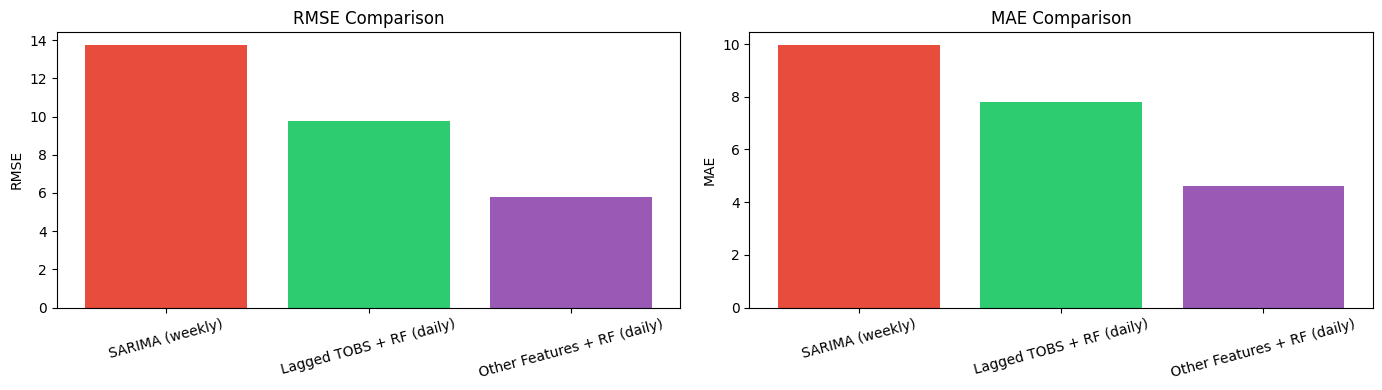 RMSE Comparison
14
12
10
8
6
4
2
0
RMSE
SARIMA (weekly)
Lagged TOBS + RF (daily)
Other Features + RF (daily)
MAE Comparison
10
8
6
4
2
0
MAE
SARIMA (weekly)
Lagged TOBS + RF (daily)
Other Features + RF (daily)